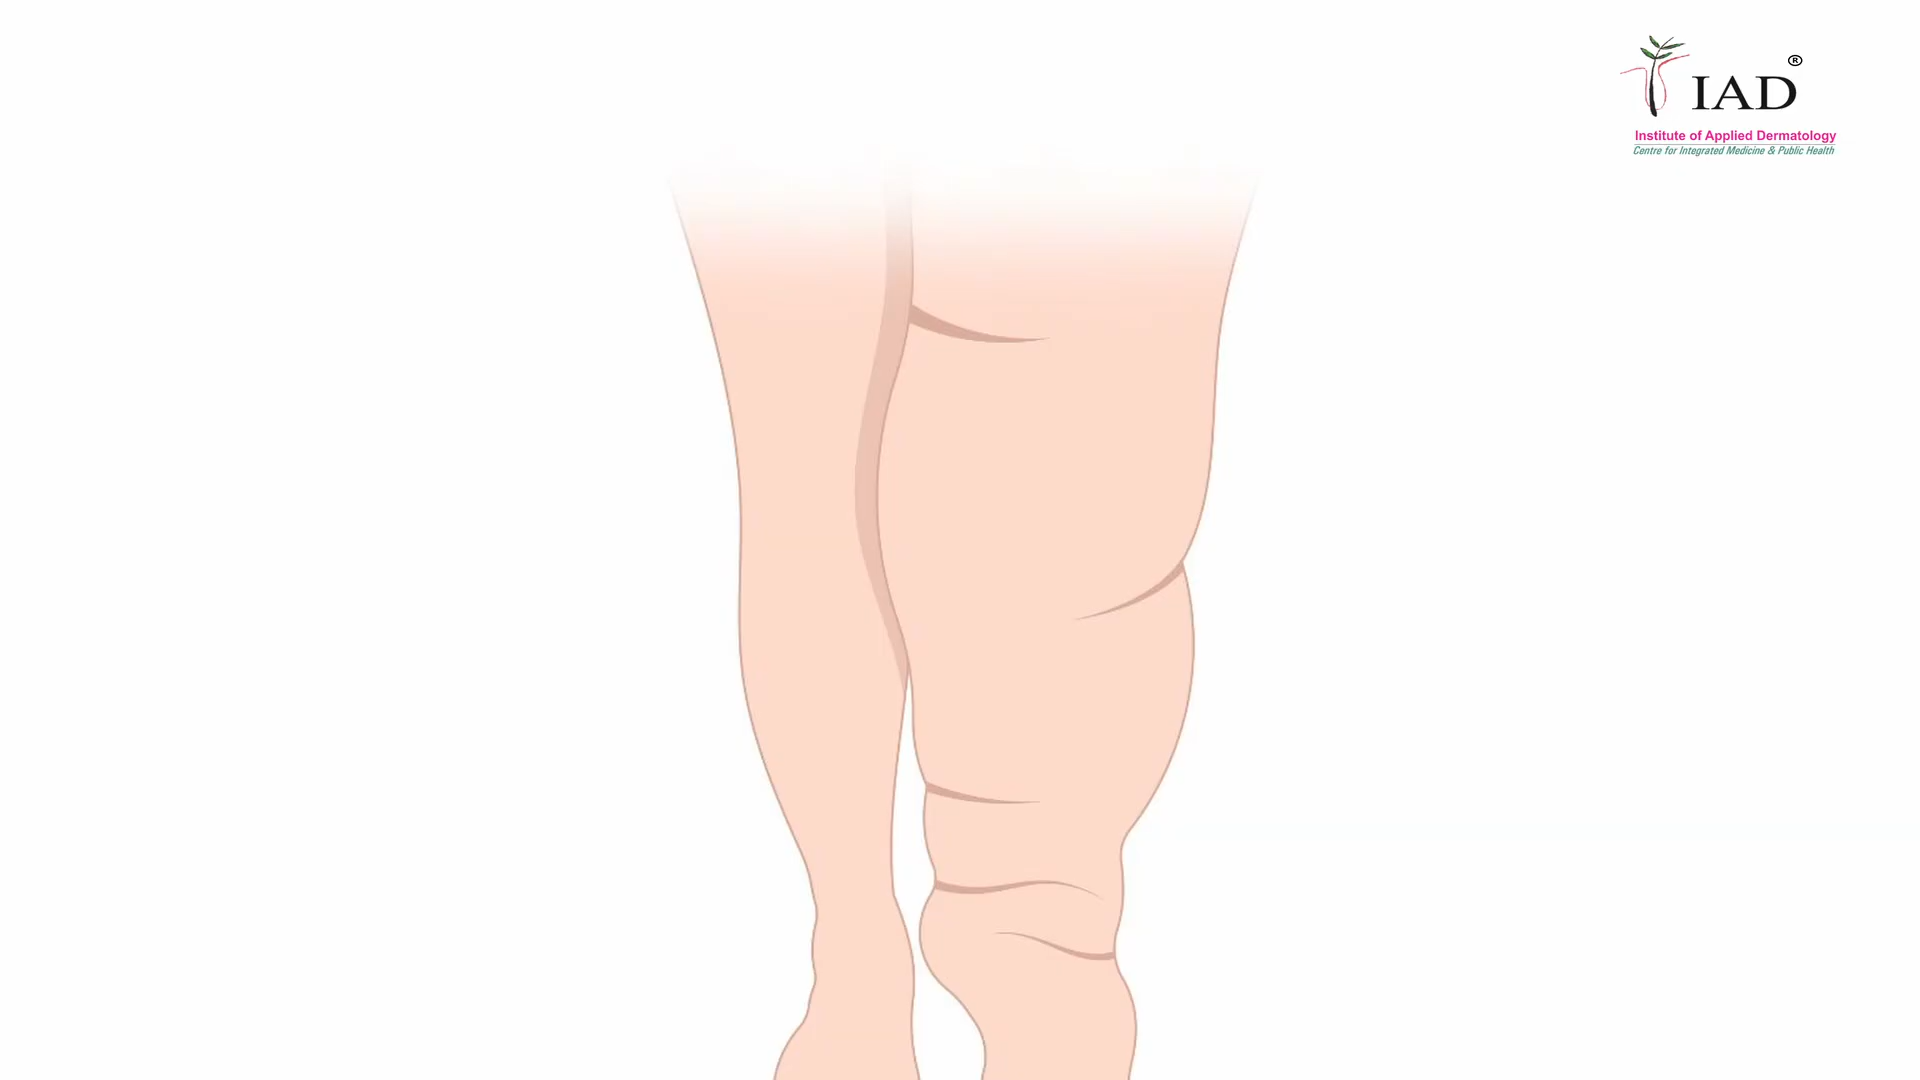 IAD®
Institute of Applied Dermatology
Centre for Integrated Medicine & Public Health